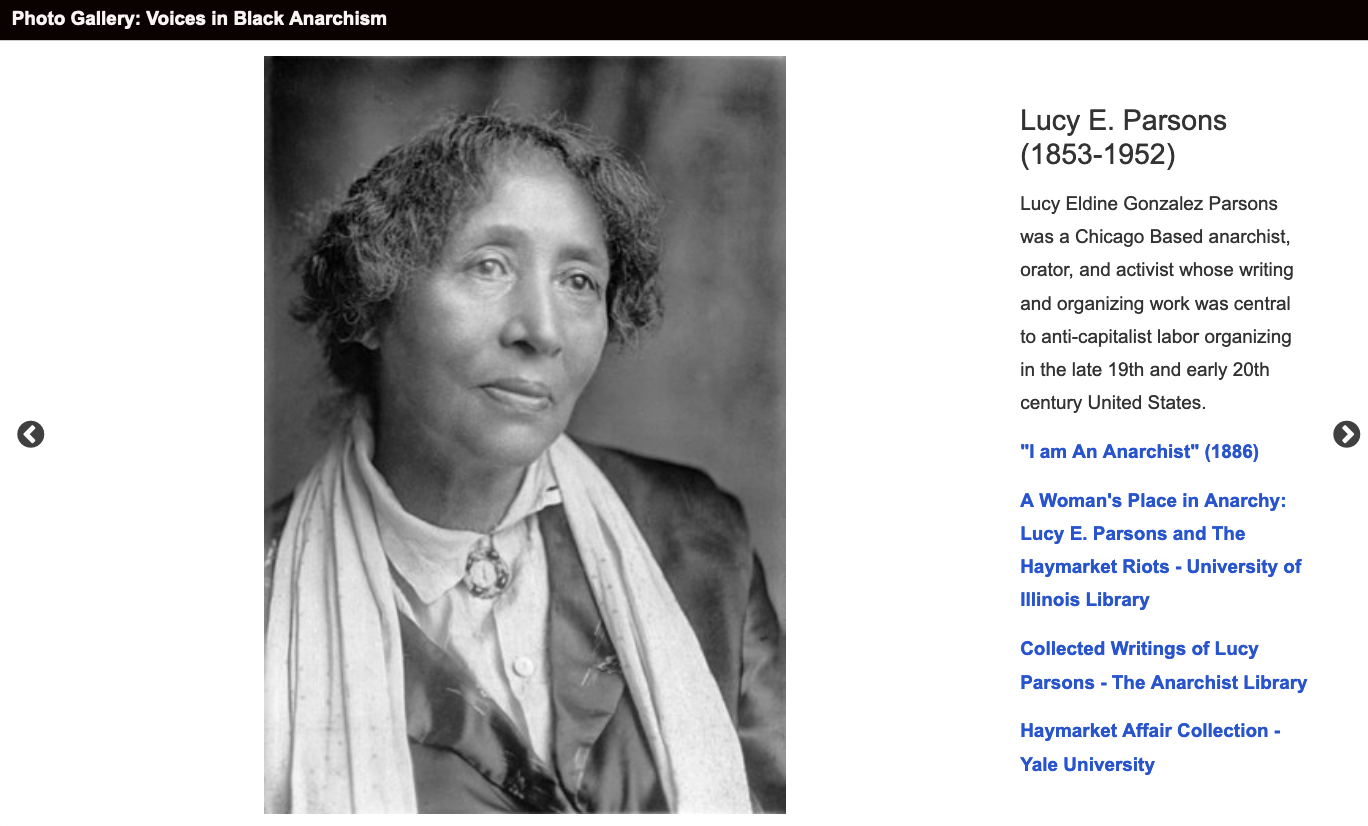 Photo Gallery: Voices in Black Anarchism
Lucy E. Parsons
(1853-1952)
Lucy Eldine Gonzalez Parsons
was a Chicago Based anarchist,
orator, and activist whose writing
and organizing work was central
to anti-capitalist labor organizing
in the late 19th and early 20th
century United States.
"I am An Anarchist" (1886)
A Woman's Place in Anarchy:
Lucy E. Parsons and The
Haymarket Riots - University of
Illinois Library
Collected Writings of Lucy
Parsons - The Anarchist Library
Haymarket Affair Collection -
Yale University